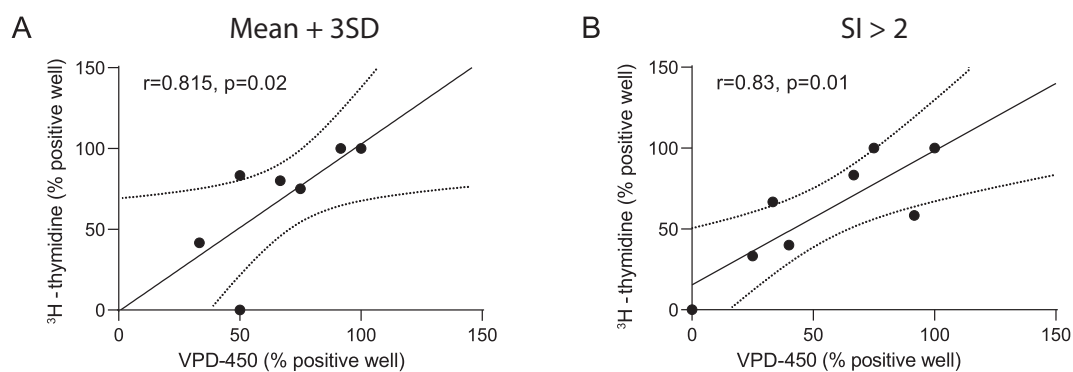 A
Mean + 3SD
r=0.815, p=0.02
³H - thymidine (% positive well)
150
100
50
0
0
50
100
150
VPD-450 (% positive well)
B
SI > 2
r=0.83, p=0.01
³H - thymidine (% positive well)
150
100
50
0
0
50
100
150
VPD-450 (% positive well)